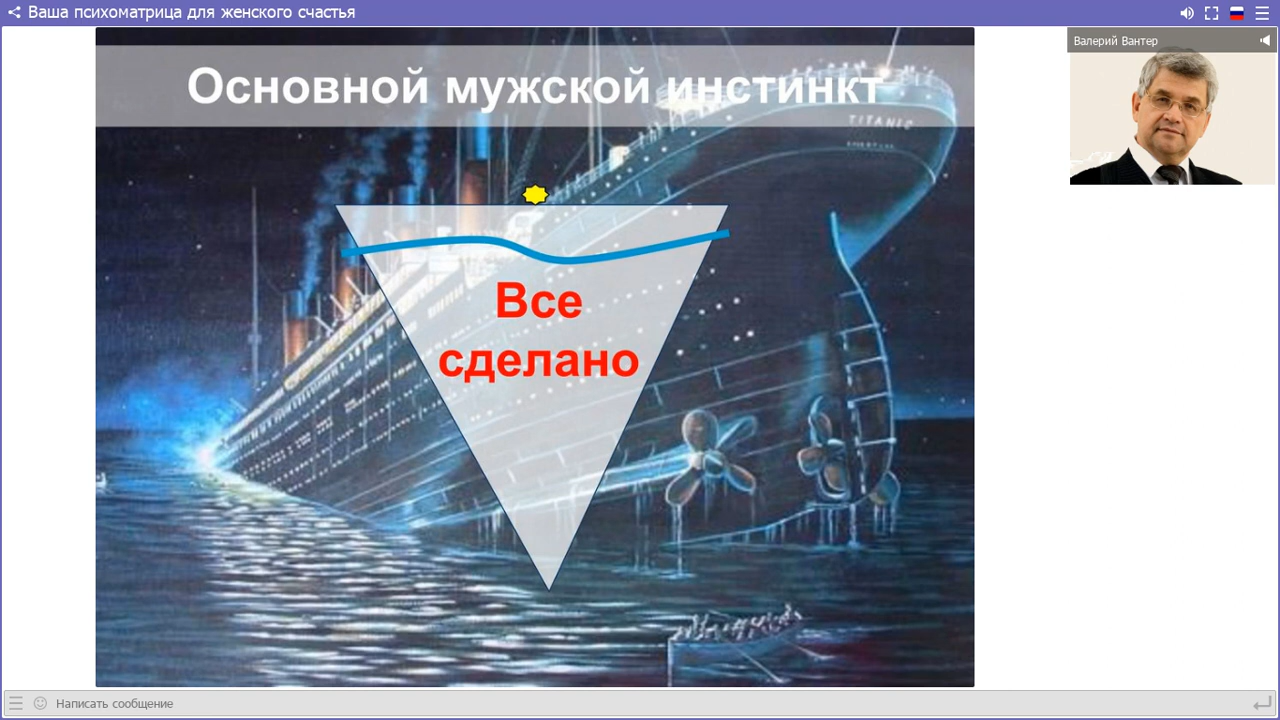 Ваша психоматрица для женского счастья
Валерий Вантер
Основной мужской инстинкт
TITANIC
Все
сделано
Написать сообщение